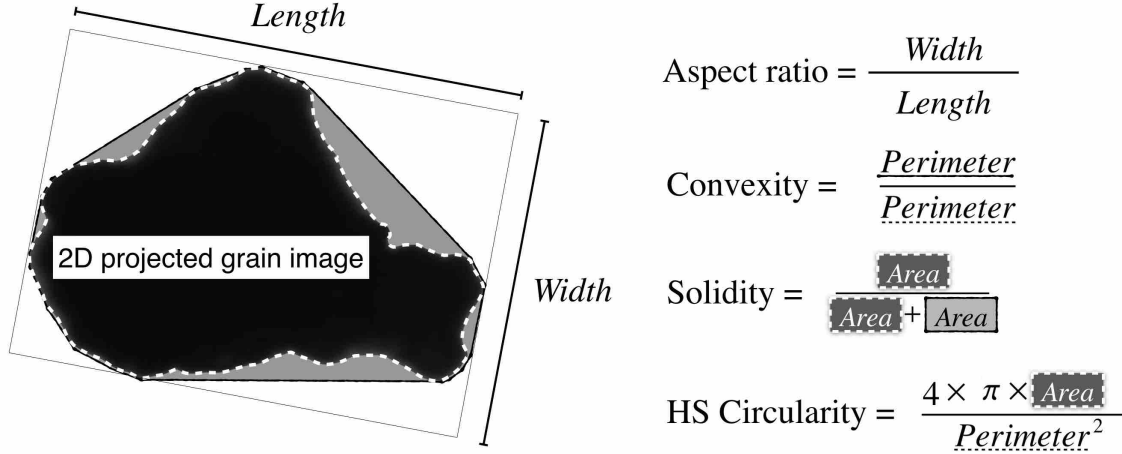 Length
2D projected grain image
Width
Aspect ratio = Width
Length
Convexity = Perimeter
Perimeter
Solidity = Area
Area + Area
HS Circularity = 4 × π × Area
Perimeter²